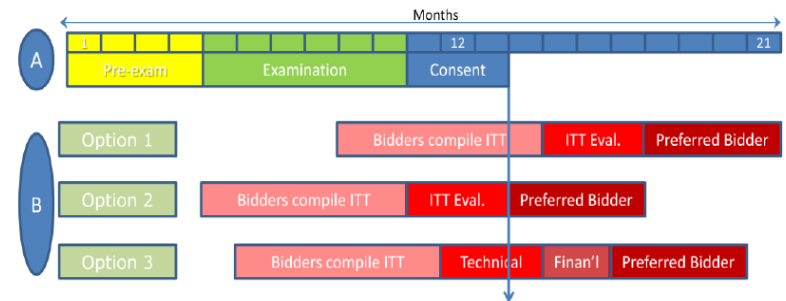 Months
1 12 21
A
Pre-exam Examination Consent
Option 1 Bidders compile ITT ITT Eval. Preferred Bidder
B
Option 2 Bidders compile ITT ITT Eval. Preferred Bidder
Option 3 Bidders compile ITT Technical Finan'l Preferred Bidder